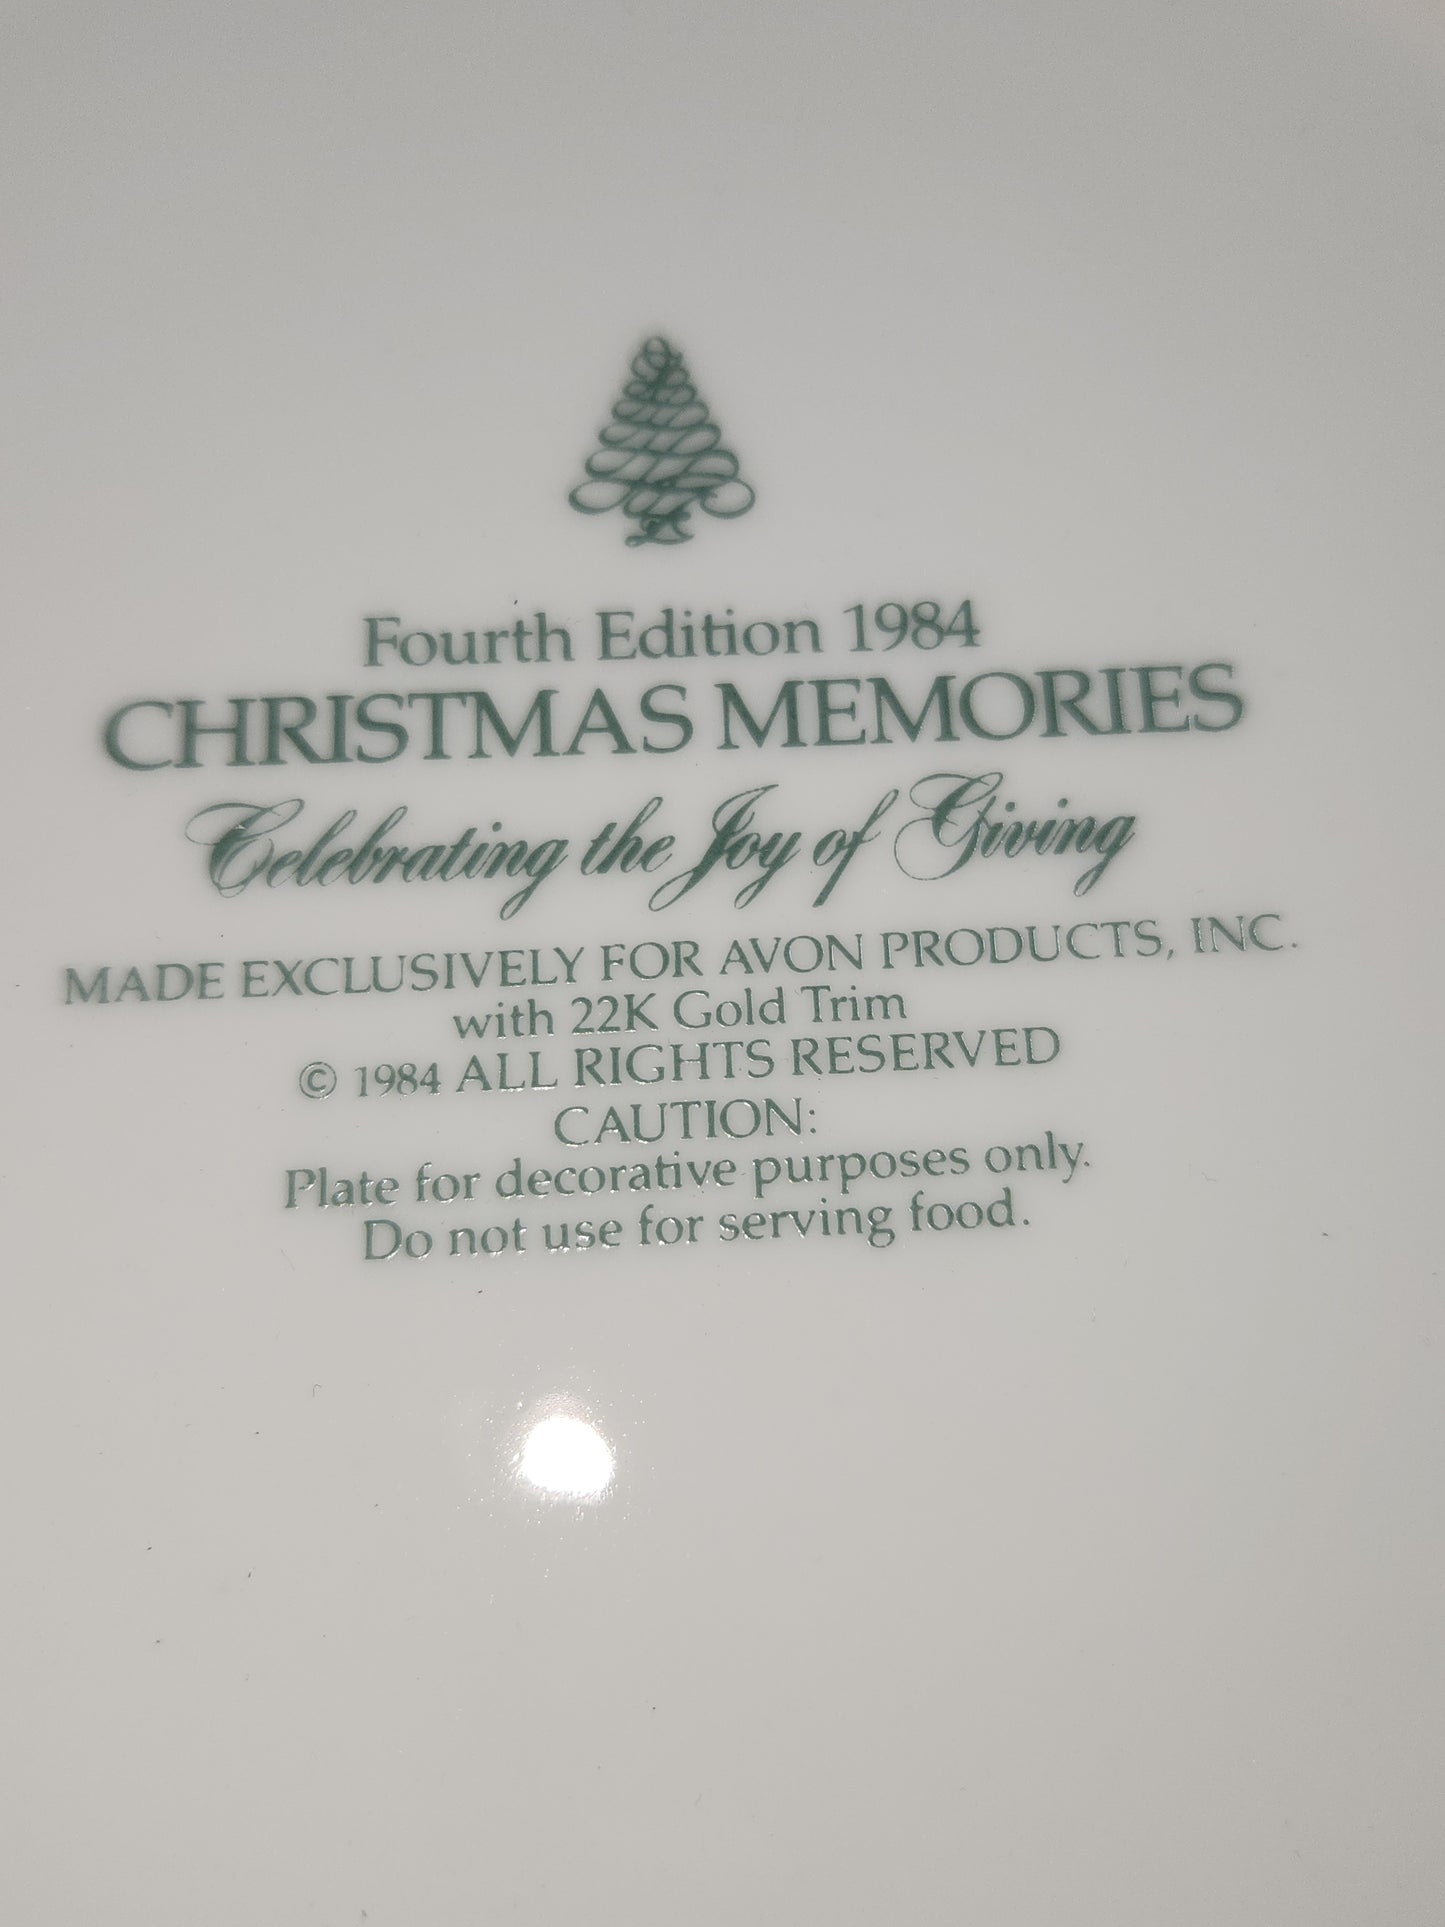 Fourth Edition 1984
CHRISTMAS MEMORIES
Celebrating the Joy of Giving
MADE EXCLUSIVELY FOR AVON PRODUCTS, INC.
with 22K Gold Trim
© 1984 ALL RIGHTS RESERVED
CAUTION:
Plate for decorative purposes only.
Do not use for serving food.